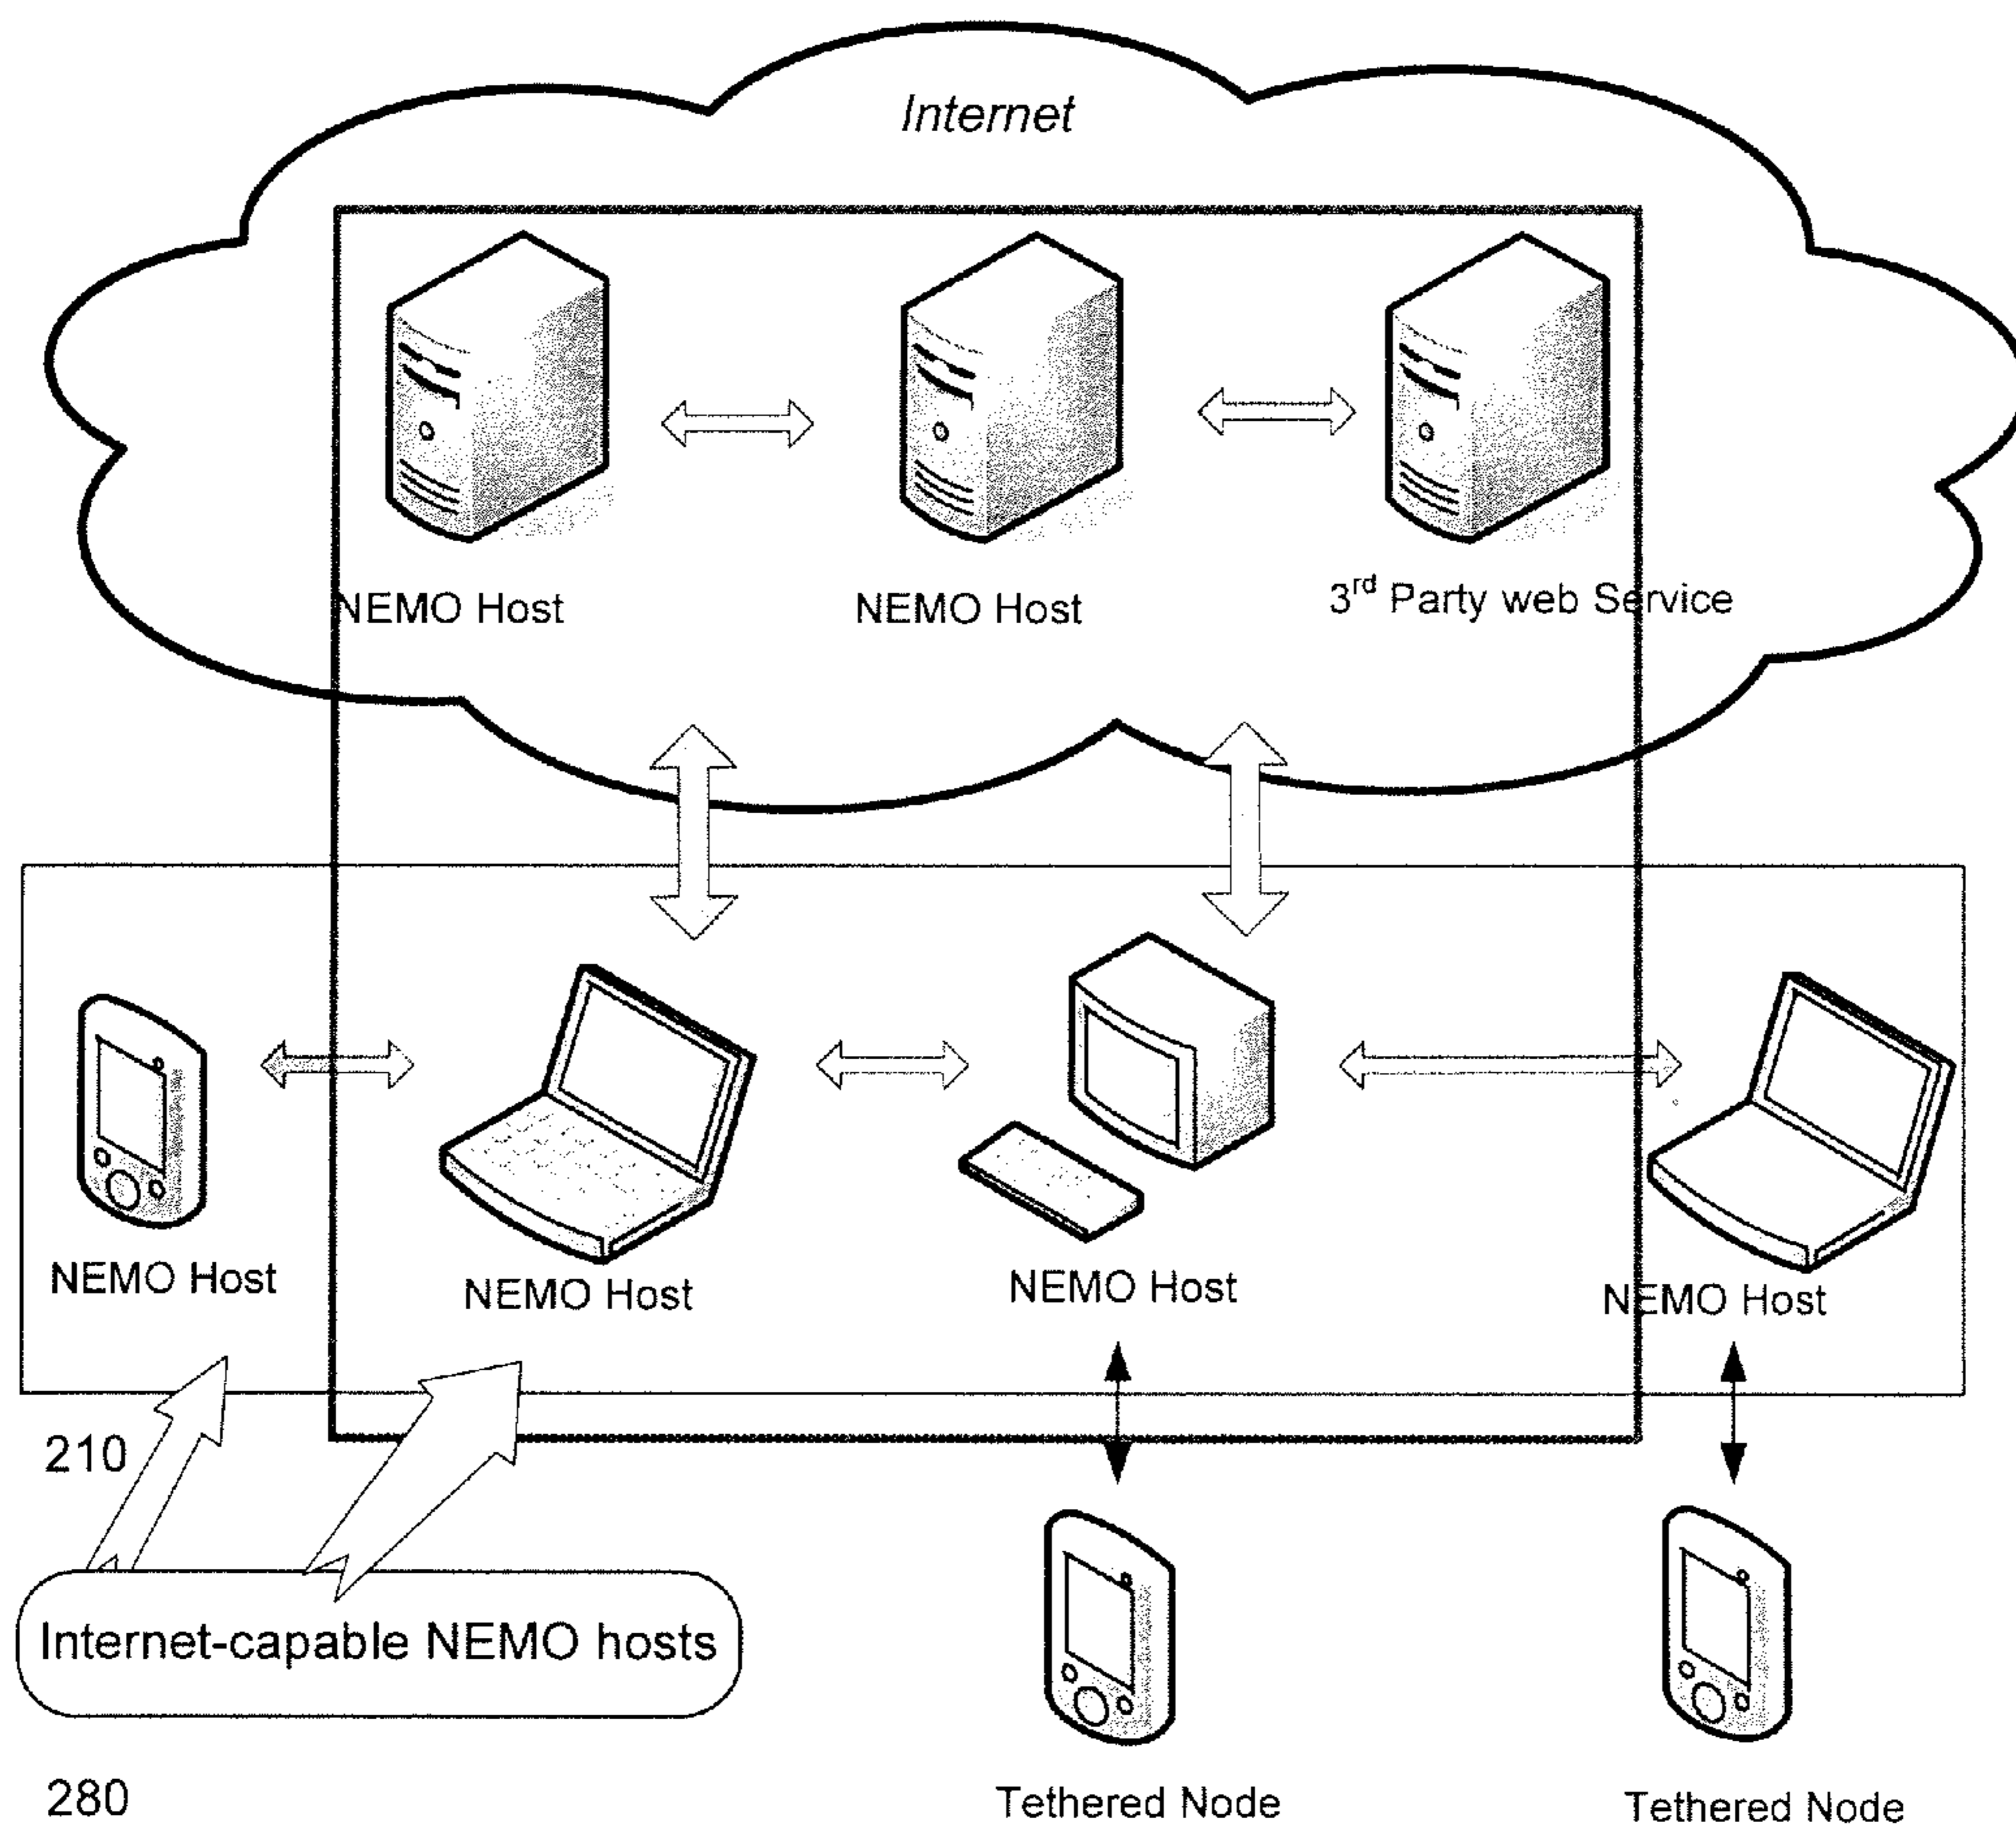 Internet
NEMO Host
NEMO Host
3rd Party web Service
NEMO Host
NEMO Host
NEMO Host
NEMO Host
210
Internet-capable NEMO hosts
280
Tethered Node
Tethered Node